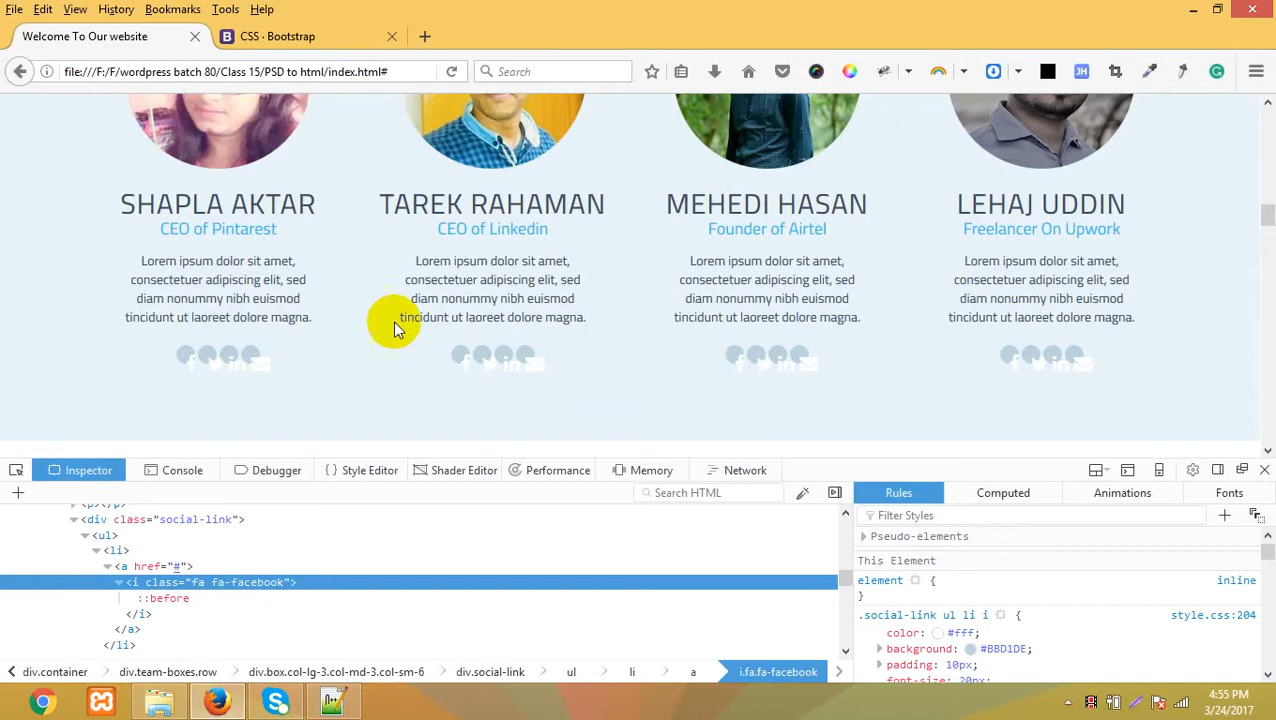 File Edit View History Bookmarks Tools Help
Welcome To Our website
B CSS · Bootstrap
file:///F:/F/wordpress batch 80/Class 15/PSD to html/index.html#
Search
JH
SHAPLA AKTAR
CEO of Pintarest
Lorem ipsum dolor sit amet,
consectetuer adipiscing elit, sed
diam nonummy nibh euismod
tincidunt ut laoreet dolore magna.
TAREK RAHAMAN
CEO of Linkedin
Lorem ipsum dolor sit amet,
consectetuer adipiscing elit, sed
diam nonummy nibh euismod
tincidunt ut laoreet dolore magna.
MEHEDI HASAN
Founder of Airtel
Lorem ipsum dolor sit amet,
consectetuer adipiscing elit, sed
diam nonummy nibh euismod
tincidunt ut laoreet dolore magna.
LEHAJ UDDIN
Freelancer On Upwork
Lorem ipsum dolor sit amet,
consectetuer adipiscing elit, sed
diam nonummy nibh euismod
tincidunt ut laoreet dolore magna.
Inspector Console Debugger Style Editor Shader Editor Performance Memory Network
Search HTML
<div class="social-link">
<ul>
<li>
<a href="#">
<i class="fa fa-facebook">
::before
</i>
</a>
</li>
div.container div.team-boxes.row div.box.col-lg-3.col-md-3.col-sm-6 div.social-link ul li a i.fa.fa-facebook
Rules Computed Animations Fonts
Filter Styles
Pseudo-elements
This Element
element { inline
}
.social-link ul li i { style.css:204
color: #fff;
background: #BBD1DE;
padding: 10px;
font-size: 20px;
4:55 PM
3/24/2017